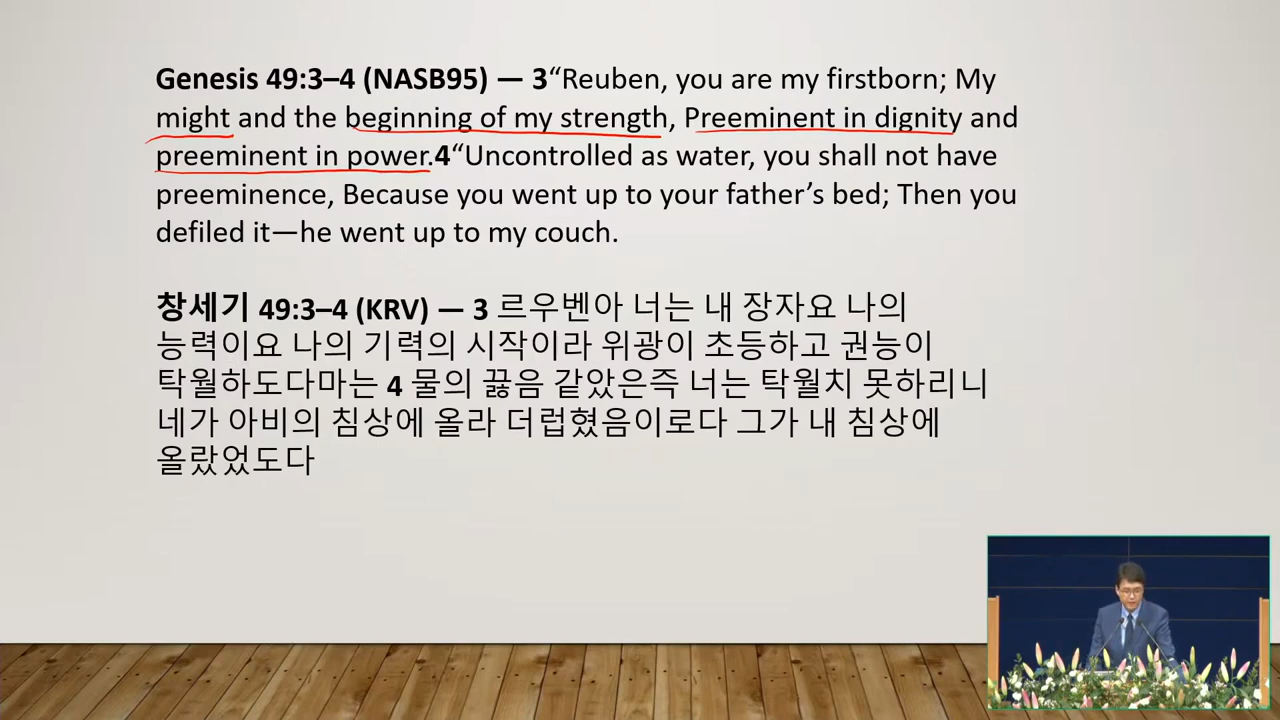 Genesis 49:3–4 (NASB95) — 3“Reuben, you are my firstborn; My
might and the beginning of my strength, Preeminent in dignity and
preeminent in power.4“Uncontrolled as water, you shall not have
preeminence, Because you went up to your father’s bed; Then you
defiled it—he went up to my couch.
창세기 49:3–4 (KRV) — 3 르우벤아 너는 내 장자요 나의
능력이요 나의 기력의 시작이라 위광이 초등하고 권능이
탁월하도다마는 4 물의 끓음 같았은즉 너는 탁월치 못하리니
네가 아비의 침상에 올라 더럽혔음이로다 그가 내 침상에
올랐었도다